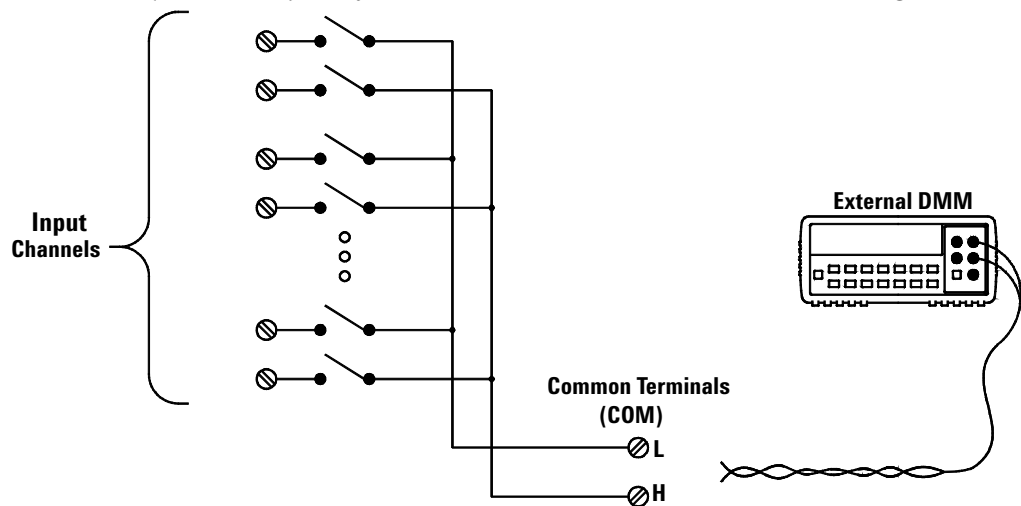 Input
Channels
External DMM
Common Terminals
(COM)
L
H